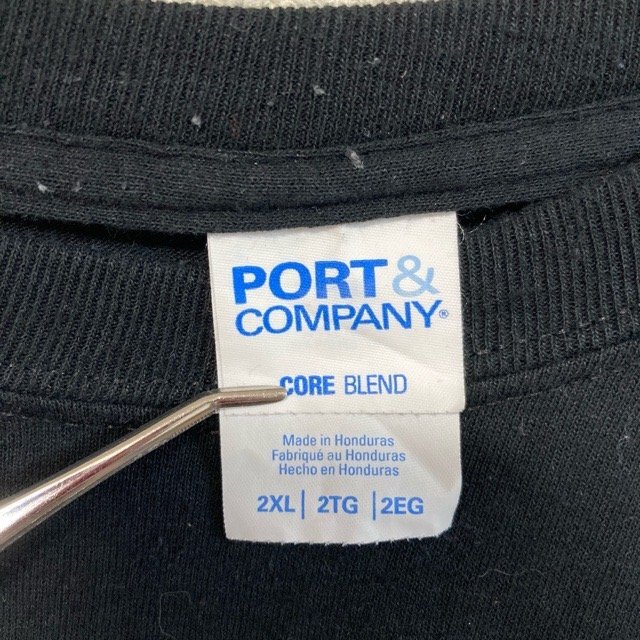 PORT &
COMPANY®
CORE BLEND
Made in Honduras
Fabriqué au Honduras
Hecho en Honduras
2XL | 2TG | 2EG